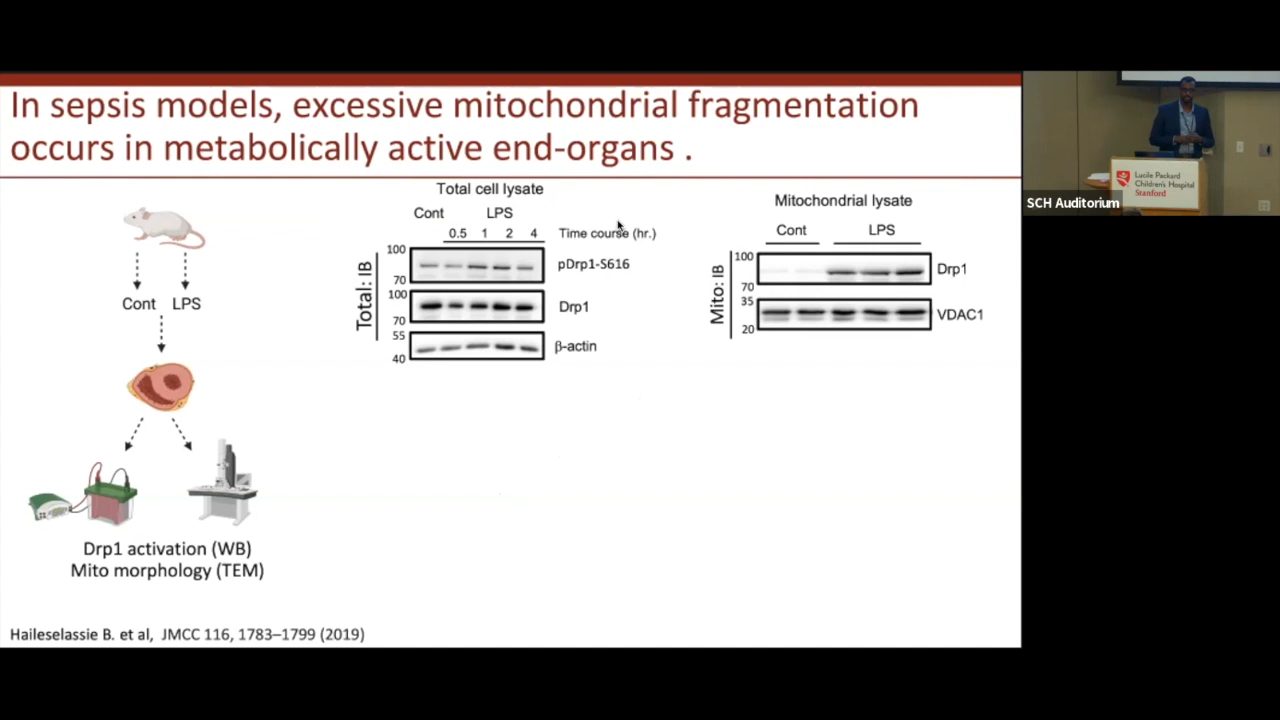 In sepsis models, excessive mitochondrial fragmentation
occurs in metabolically active end-organs .
Cont LPS
Drp1 activation (WB)
Mito morphology (TEM)
Total cell lysate
Cont LPS
0.5 1 2 4 Time course (hr.)
Total: IB
100
70
pDrp1-S616
100
70
Drp1
55
40
β-actin
Mitochondrial lysate
Cont LPS
Mito: IB
100
70
Drp1
35
20
VDAC1
Haileselassie B. et al, JMCC 116, 1783–1799 (2019)
Lucile Packard
Children's Hospital
Stanford
SCH Auditorium